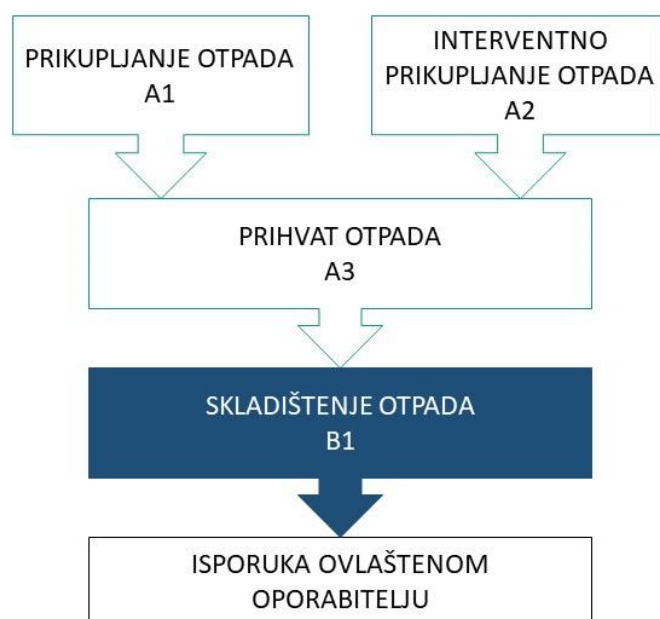 PRIKUPLJANJE OTPADA
A1
INTERVENTNO
PRIKUPLJANJE OTPADA
A2
PRIHVAT OTPADA
A3
SKLADIŠTENJE OTPADA
B1
ISPORUKA OVLAŠTENOM
OPORABITELJU